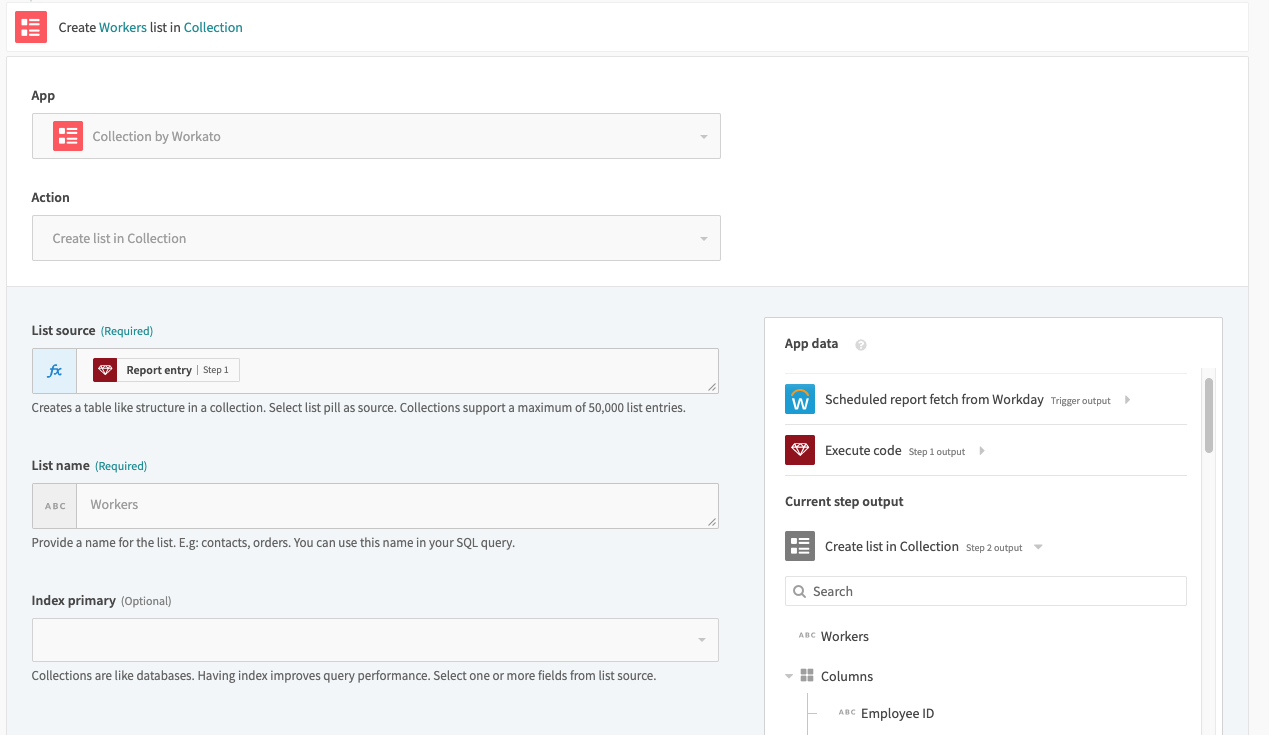 Create Workers list in Collection
App
Collection by Workato
Action
Create list in Collection
List source (Required)
fx Report entry | Step 1
Creates a table like structure in a collection. Select list pill as source. Collections support a maximum of 50,000 list entries.
List name (Required)
ABC Workers
Provide a name for the list. E.g: contacts, orders. You can use this name in your SQL query.
Index primary (Optional)
Collections are like databases. Having index improves query performance. Select one or more fields from list source.
App data ?
W Scheduled report fetch from Workday Trigger output
Execute code Step 1 output
Current step output
Create list in Collection Step 2 output
Search
ABC Workers
Columns
ABC Employee ID